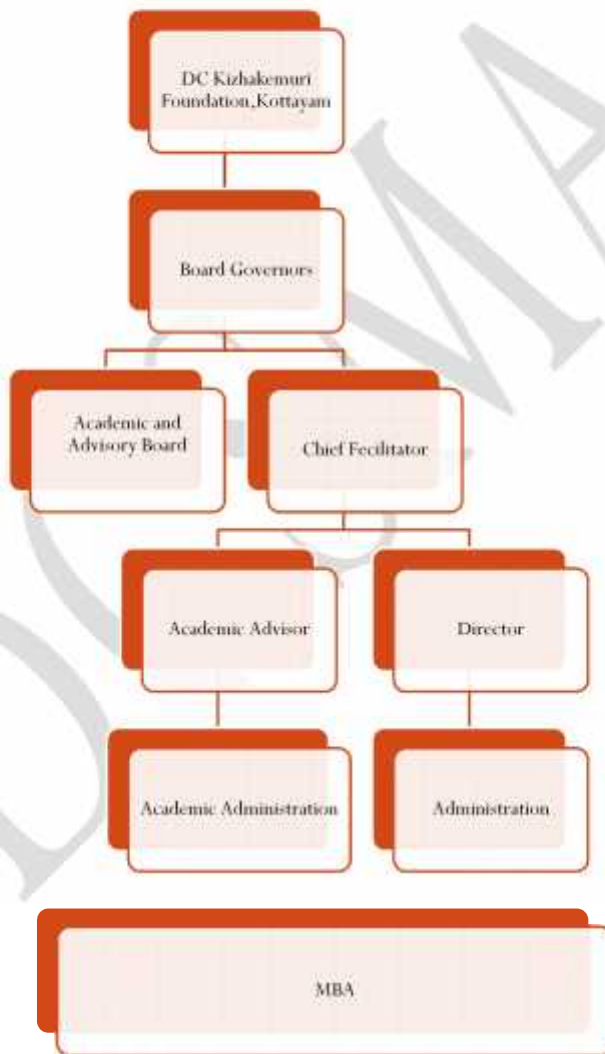 DC Kizhakemuri
Foundation,Kottayam
Board Governors
Academic and
Advisory Board
Chief Fecilitator
Academic Advisor
Director
Academic Administration
Administration
MBA